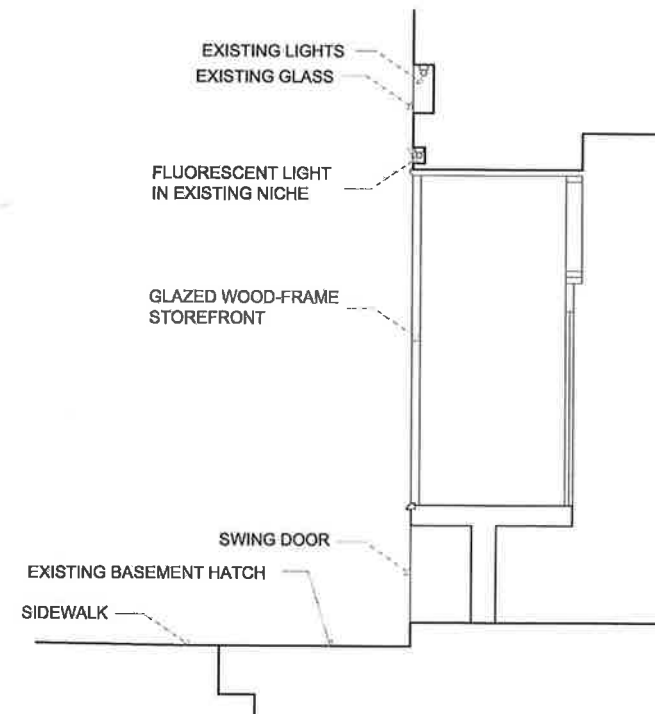 EXISTING LIGHTS
EXISTING GLASS
FLUORESCENT LIGHT
IN EXISTING NICHE
GLAZED WOOD-FRAME
STOREFRONT
SWING DOOR
EXISTING BASEMENT HATCH
SIDEWALK